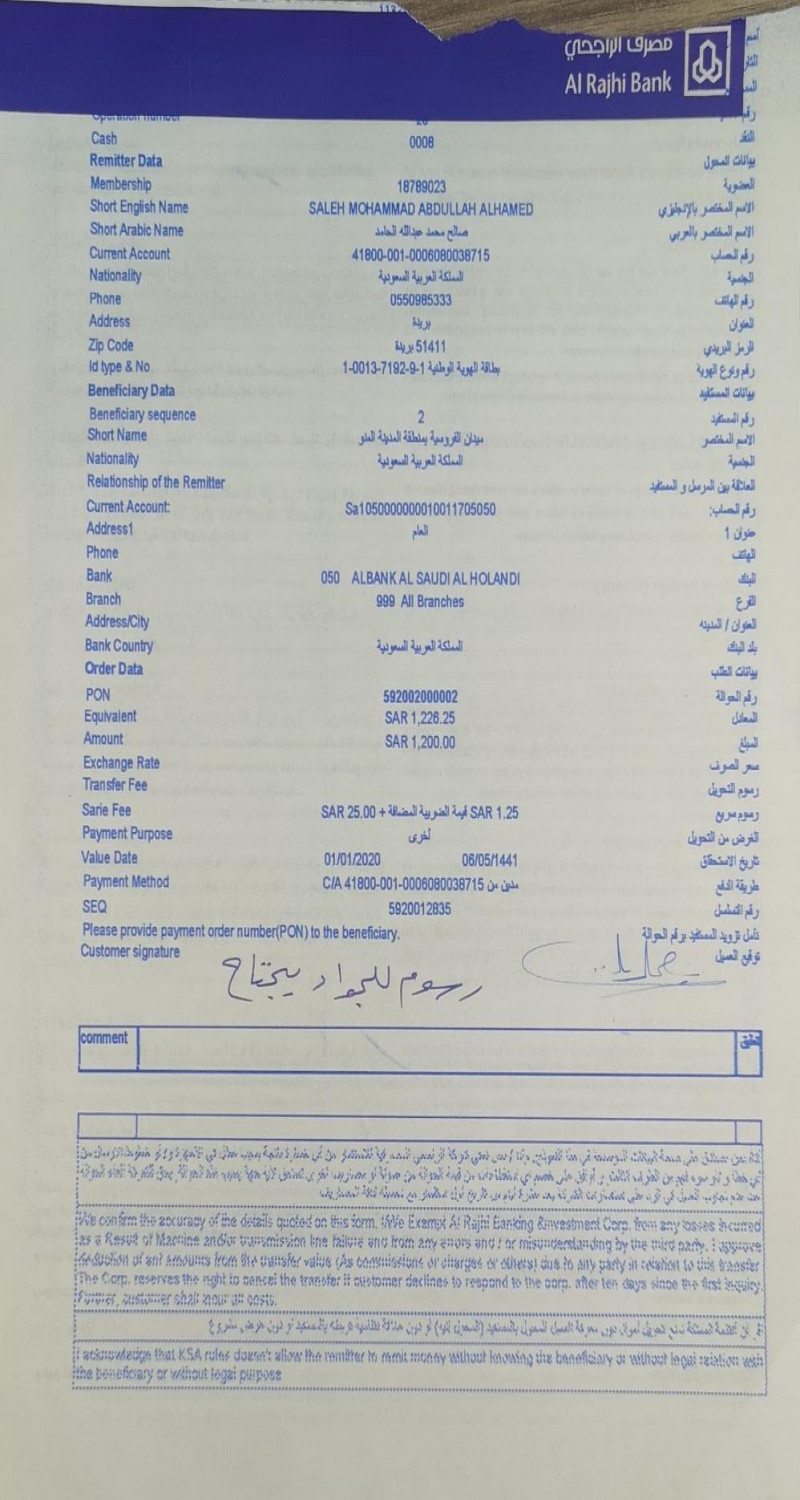 مصرف الراجحي
Al Rajhi Bank
Operation number 26
Cash 0008 النقد
Remitter Data بيانات المحول
Membership 18789023 العضوية
Short English Name SALEH MOHAMMAD ABDULLAH ALHAMED الاسم المختصر بالإنجليزي
Short Arabic Name صالح محمد عبدالله الحامد الاسم المختصر بالعربي
Current Account 41800-001-0006080038715 رقم الحساب
Nationality المملكة العربية السعودية الجنسية
Phone 0550985333 رقم الهاتف
Address بريدة العنوان
Zip Code 51411 بريدة الرمز البريدي
Id type & No بطاقة الهوية الوطنية 1-0013-7192-9-1 رقم ونوع الهوية
Beneficiary Data بيانات المستفيد
Beneficiary sequence 2 رقم المستفيد
Short Name ميدان الفروسية بمنطقة المدينة المنو الاسم المختصر
Nationality المملكة العربية السعودية الجنسية
Relationship of the Remitter العلاقة بين المرسل و المستفيد
Current Account: Sa1050000000010011705050 رقم الحساب:
Address1 العام عنوان 1
Phone الهاتف
Bank 050 ALBANK AL SAUDI AL HOLANDI البنك
Branch 999 All Branches الفرع
Address/City العنوان / المدينه
Bank Country المملكة العربية السعودية بلد البنك
Order Data بيانات الطلب
PON 592002000002 رقم الحوالة
Equivalent SAR 1,226.25 المعادل
Amount SAR 1,200.00 المبلغ
Exchange Rate سعر الصرف
Transfer Fee رسوم التحويل
Sarie Fee SAR 25.00 + قيمة الضريبة المضافة SAR 1.25 رسوم سريع
Payment Purpose أخرى الغرض من التحويل
Value Date 01/01/2020 06/05/1441 تاريخ الاستحقاق
Payment Method C/A 41800-001-0006080038715 مدين من طريقة الدفع
SEQ 5920012835 رقم التسلسل
Please provide payment order number(PON) to the beneficiary. نأمل تزويد المستفيد برقم الحوالة
Customer signature توقيع العميل
رسوم للجواد يجتاح
comment تعليق
I/We confirm the accuracy of the details quoted on this form. I/We Exempt Al Rajhi Banking &Investment Corp. from any losses incurred
as a Result of Machine and/or transmission line failure and from any errors and / or misunderstanding by the third party. I approve
deduction of any amounts from the transfer value (As commissions or charges or others) due to any party in relation to this transfer
The Corp. reserves the right to cancel the transfer if customer declines to respond to the corp. after ten days since the first inquiry.
Further, customer shall incur all costs.
I acknowledge that KSA rules doesn't allow the remitter to remit money without knowing the beneficiary or without legal relation with
the beneficiary or without legal purpose